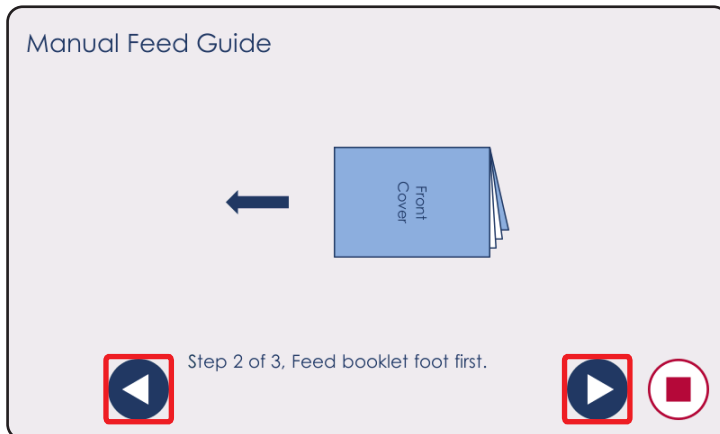 Manual Feed Guide
Front
Cover
Step 2 of 3, Feed booklet foot first.